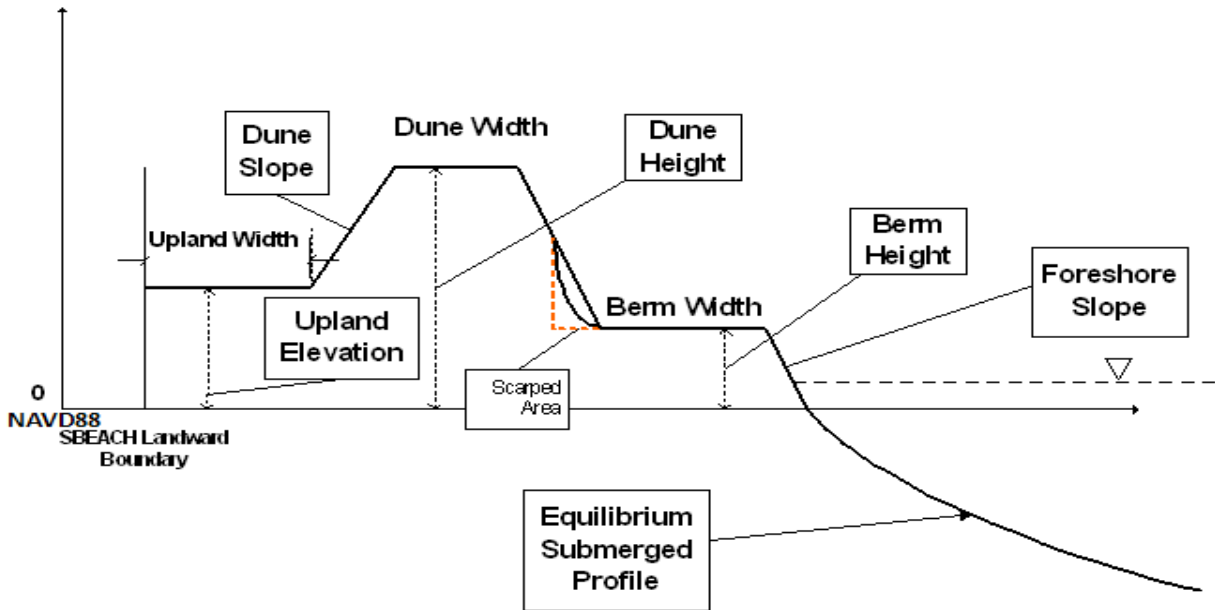 Dune
Slope
Dune Width
Dune
Height
Upland Width
Berm
Height
Foreshore
Slope
Upland
Elevation
Berm Width
Scarped
Area
0
NAVD88
SBEACH Landward
Boundary
Equilibrium
Submerged
Profile